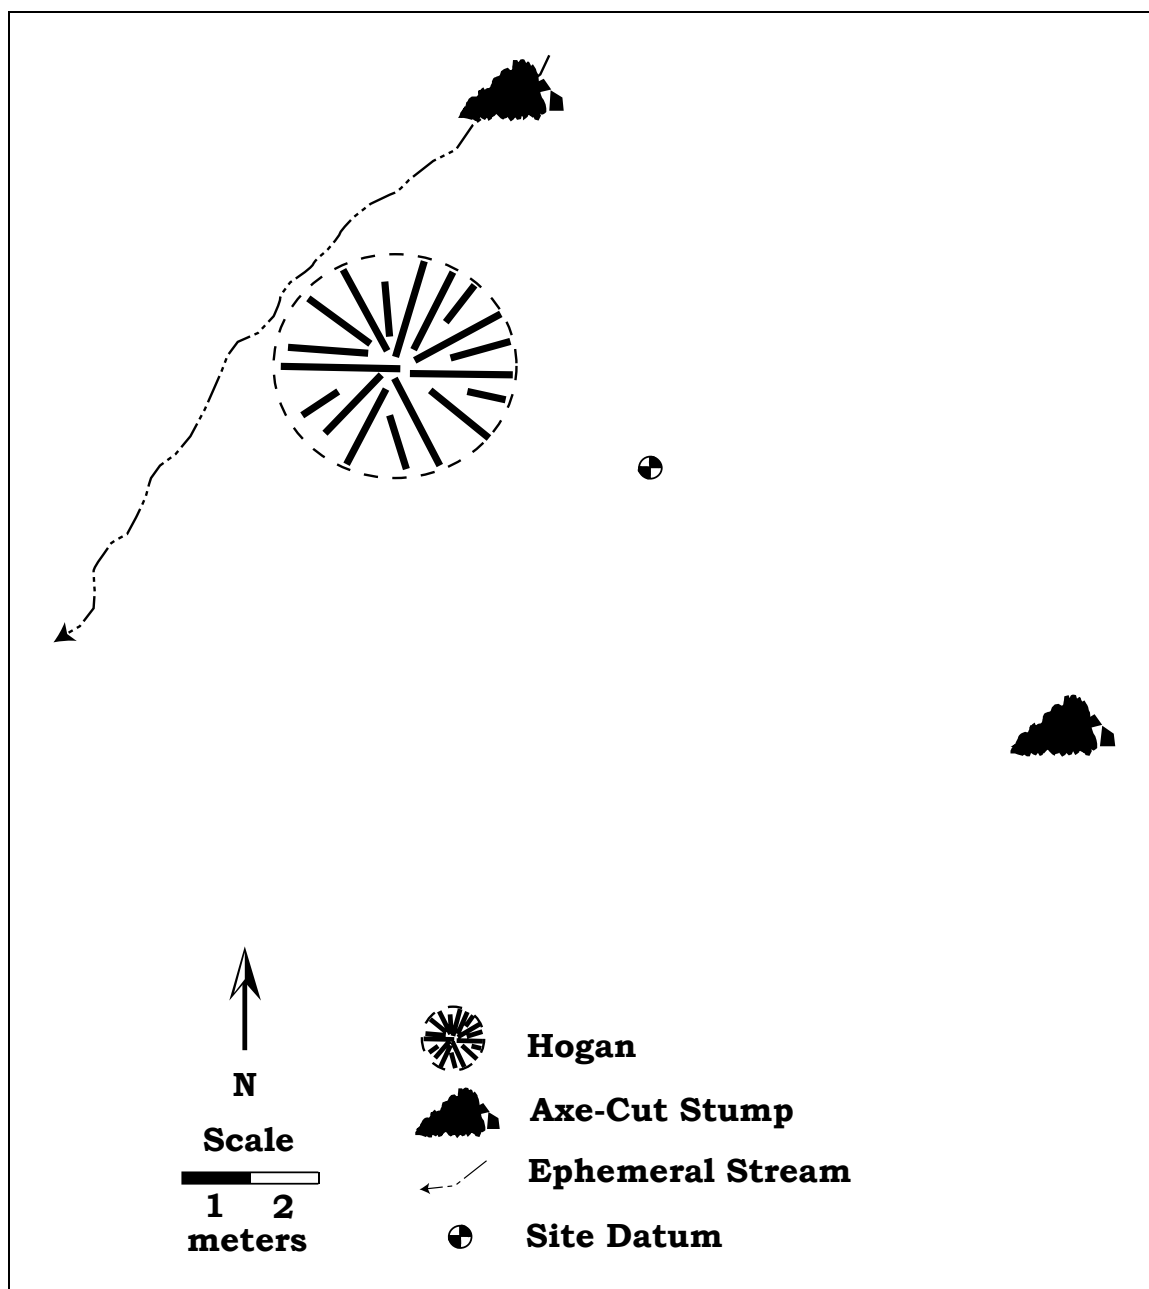 N
Scale
1 2
meters
Hogan
Axe-Cut Stump
Ephemeral Stream
Site Datum